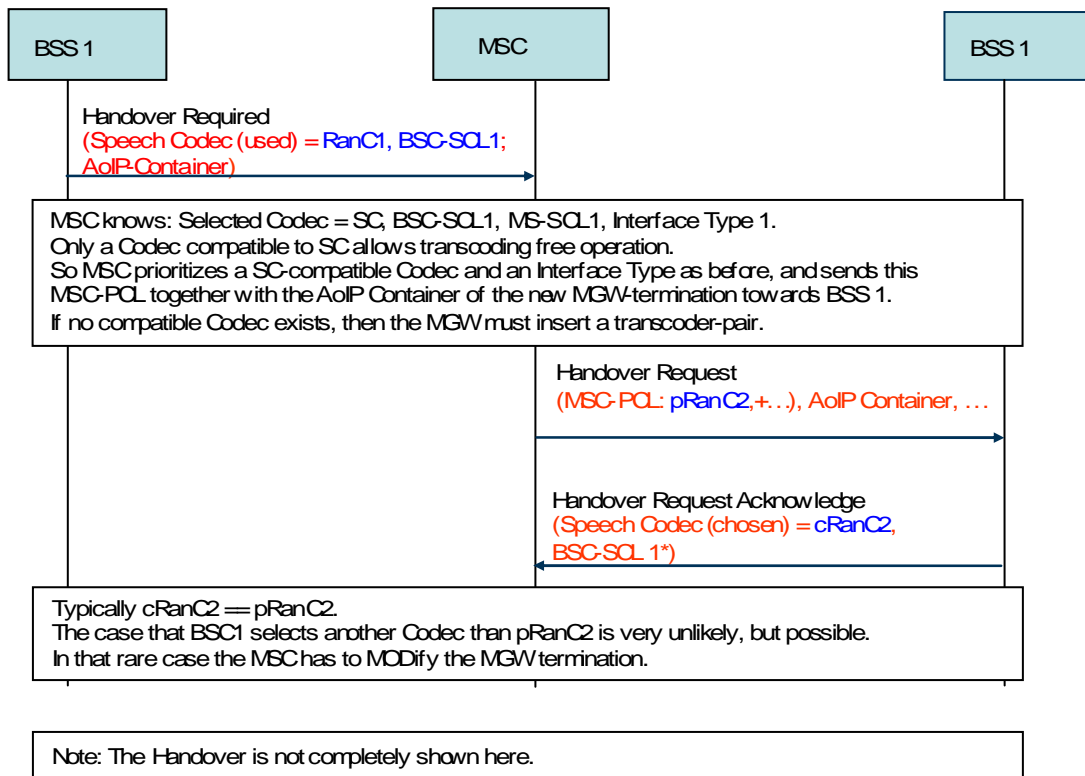 BSS 1
MSC
BSS 1
Handover Required
(Speech Codec (used) = RanC1, BSC-SCL1;
AoIP-Container)
MSC knows: Selected Codec = SC, BSC-SCL1, MS-SCL1, Interface Type 1.
Only a Codec compatible to SC allows transcoding free operation.
So MSC prioritizes a SC-compatible Codec and an Interface Type as before, and sends this
MSC-PCL together with the AoIP Container of the new MGW-termination towards BSS 1.
If no compatible Codec exists, then the MGW must insert a transcoder-pair.
Handover Request
(MSC-PCL: pRanC2,+…), AoIP Container, …
Handover Request Acknowledge
(Speech Codec (chosen) = cRanC2,
BSC-SCL 1*)
Typically cRanC2 == pRanC2.
The case that BSC1 selects another Codec than pRanC2 is very unlikely, but possible.
In that rare case the MSC has to MODify the MGW termination.
Note: The Handover is not completely shown here.